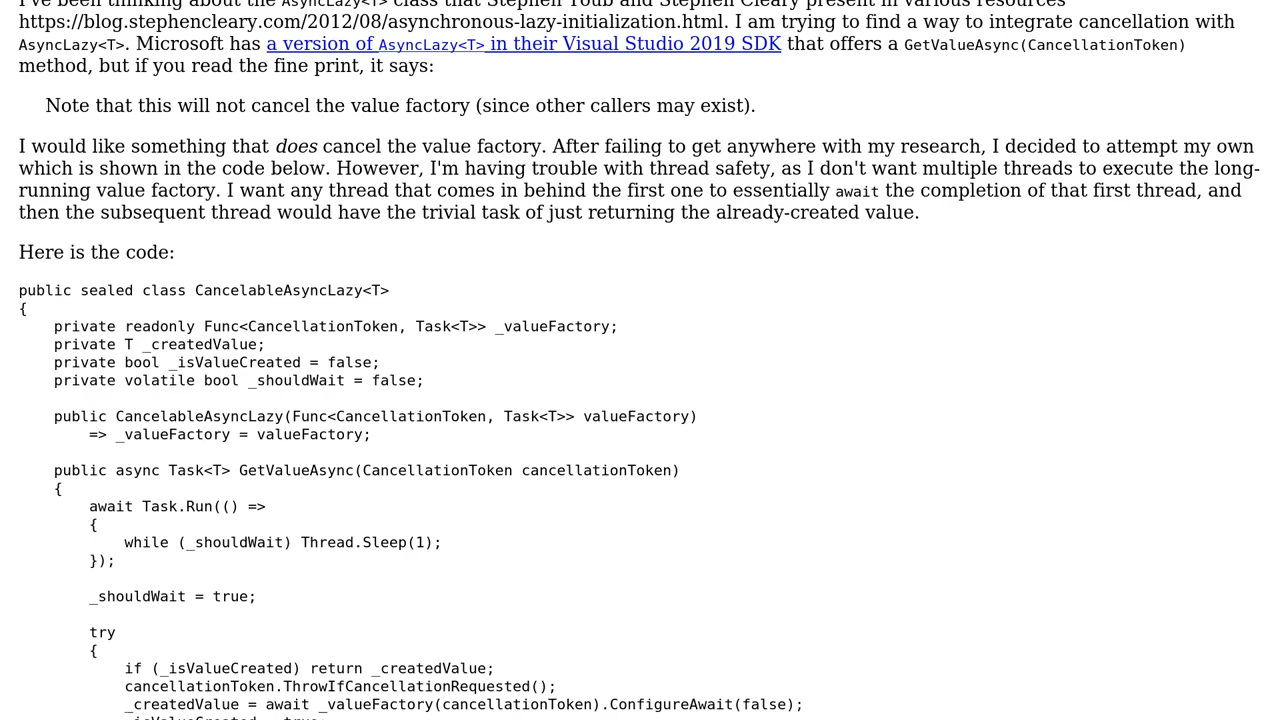 I've been thinking about the AsyncLazy<T> class that Stephen Toub and Stephen Cleary present in various resources
https://blog.stephencleary.com/2012/08/asynchronous-lazy-initialization.html. I am trying to find a way to integrate cancellation with
AsyncLazy<T>. Microsoft has a version of AsyncLazy<T> in their Visual Studio 2019 SDK that offers a GetValueAsync(CancellationToken)
method, but if you read the fine print, it says:
Note that this will not cancel the value factory (since other callers may exist).
I would like something that does cancel the value factory. After failing to get anywhere with my research, I decided to attempt my own
which is shown in the code below. However, I'm having trouble with thread safety, as I don't want multiple threads to execute the long-
running value factory. I want any thread that comes in behind the first one to essentially await the completion of that first thread, and
then the subsequent thread would have the trivial task of just returning the already-created value.
Here is the code:
public sealed class CancelableAsyncLazy<T>
{
    private readonly Func<CancellationToken, Task<T>> _valueFactory;
    private T _createdValue;
    private bool _isValueCreated = false;
    private volatile bool _shouldWait = false;
    public CancelableAsyncLazy(Func<CancellationToken, Task<T>> valueFactory)
        => _valueFactory = valueFactory;
    public async Task<T> GetValueAsync(CancellationToken cancellationToken)
    {
        await Task.Run(() =>
        {
            while (_shouldWait) Thread.Sleep(1);
        });
        _shouldWait = true;
        try
        {
            if (_isValueCreated) return _createdValue;
            cancellationToken.ThrowIfCancellationRequested();
            _createdValue = await _valueFactory(cancellationToken).ConfigureAwait(false);
            _isValueCreated = true;